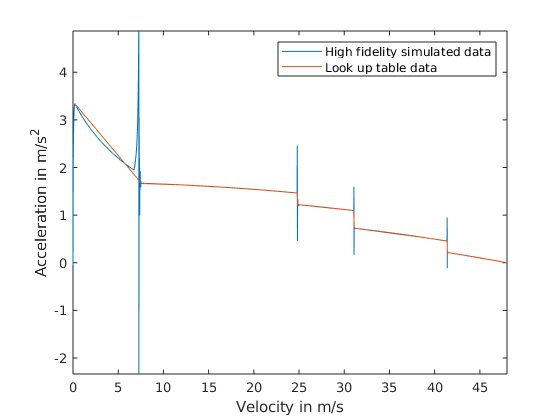 High fidelity simulated data
Look up table data
4
3
2
1
0
-1
-2
Acceleration in m/s²
0 5 10 15 20 25 30 35 40 45
Velocity in m/s